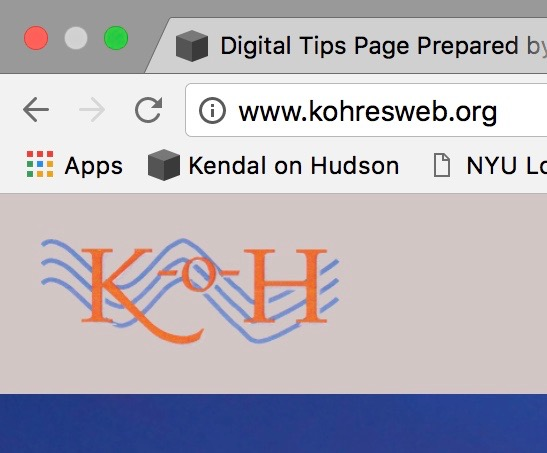 Digital Tips Page Prepared by
www.kohresweb.org
Apps Kendal on Hudson NYU Lo
K-o-H